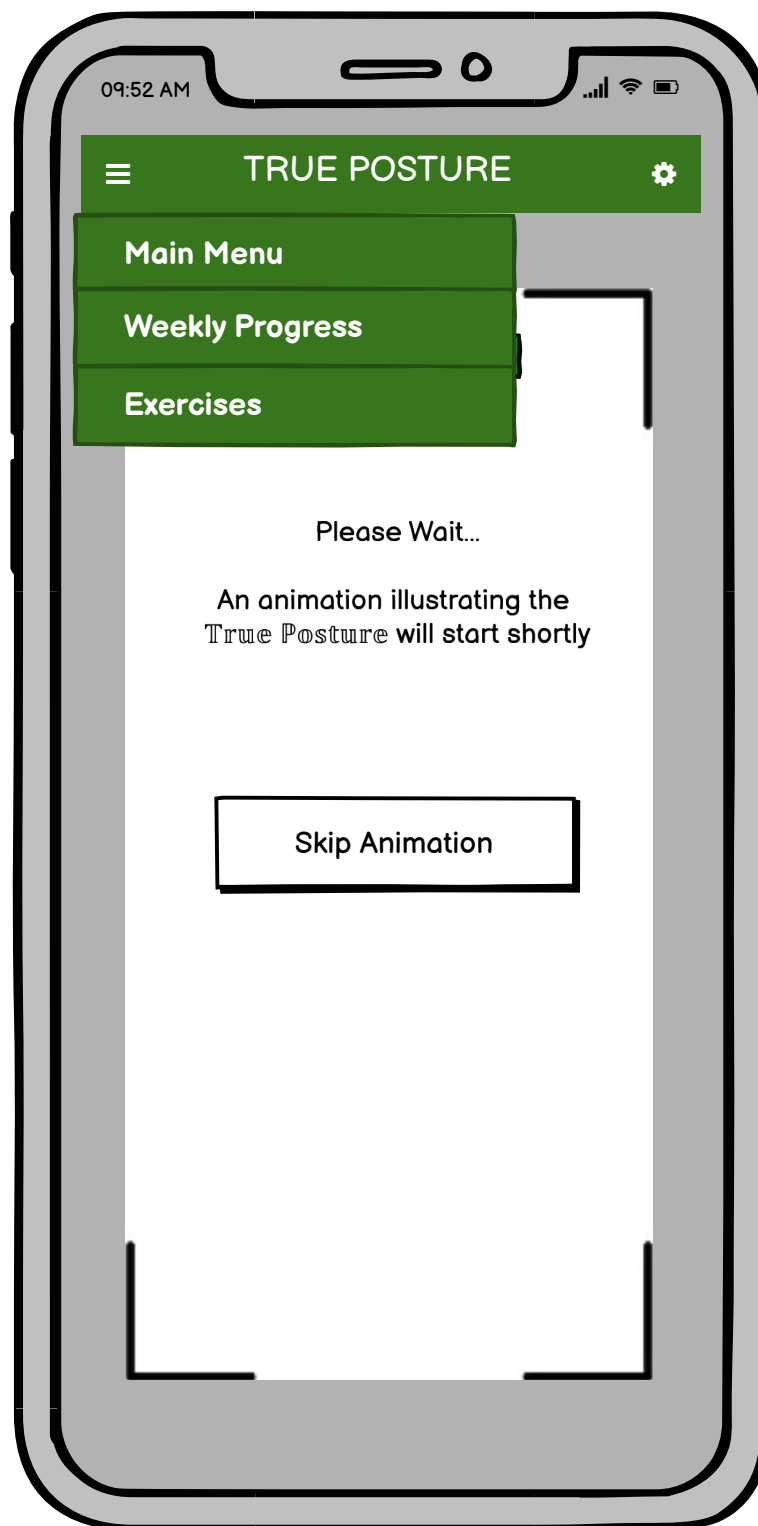 09:52 AM
TRUE POSTURE
Main Menu
Weekly Progress
Exercises
Please Wait...
An animation illustrating the
𝕋𝕣𝕦𝕖 ℙ𝕠𝕤𝕥𝕦𝕣𝕖 will start shortly
Skip Animation